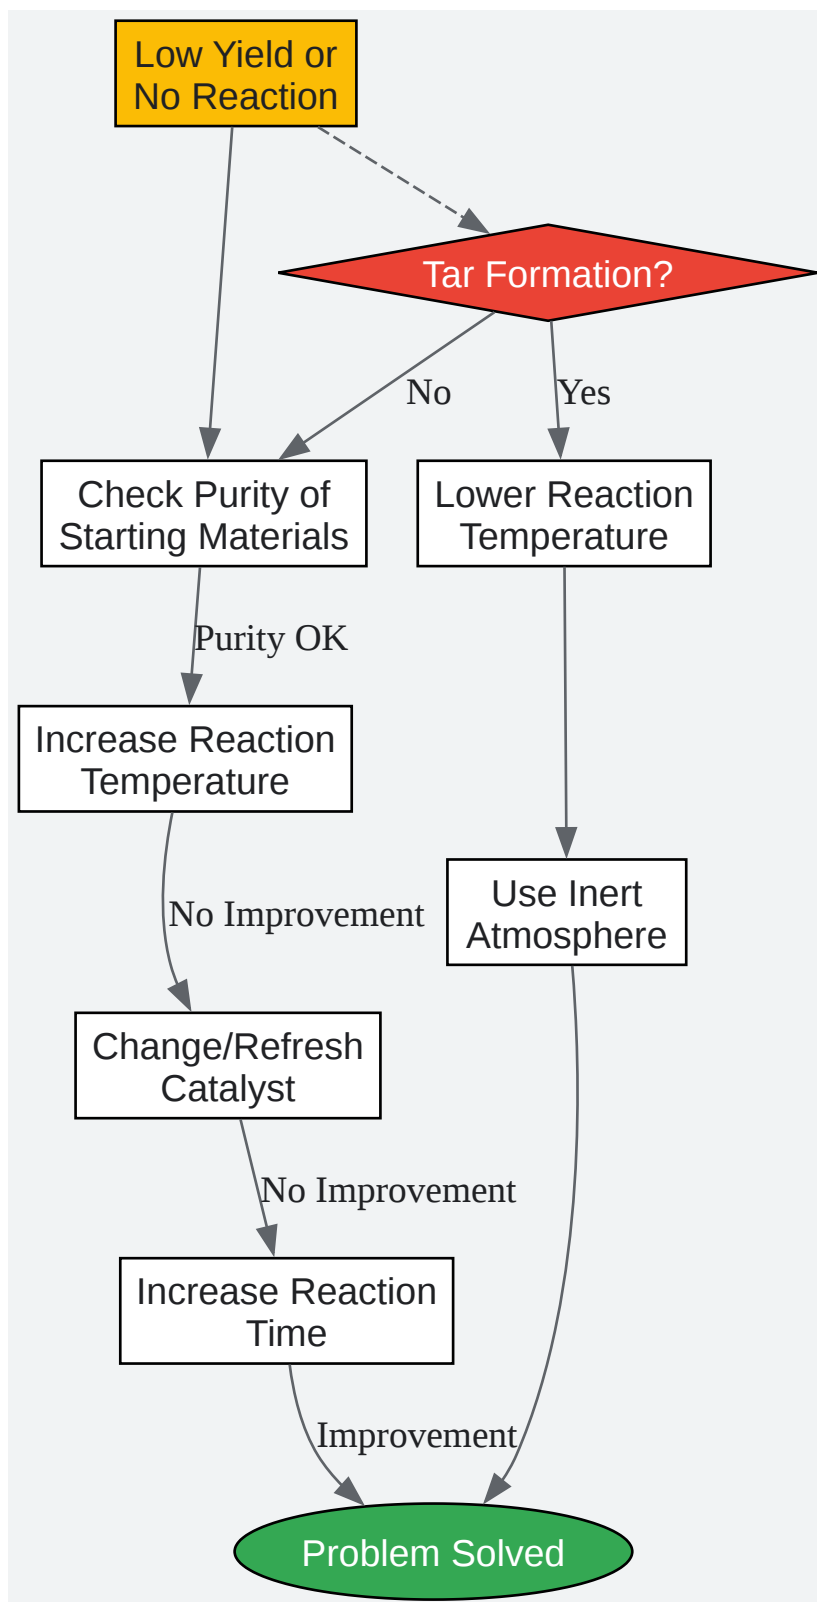 Low Yield or
No Reaction
Tar Formation?
No
Yes
Check Purity of
Starting Materials
Lower Reaction
Temperature
Purity OK
Increase Reaction
Temperature
No Improvement
Use Inert
Atmosphere
Change/Refresh
Catalyst
No Improvement
Increase Reaction
Time
Improvement
Problem Solved